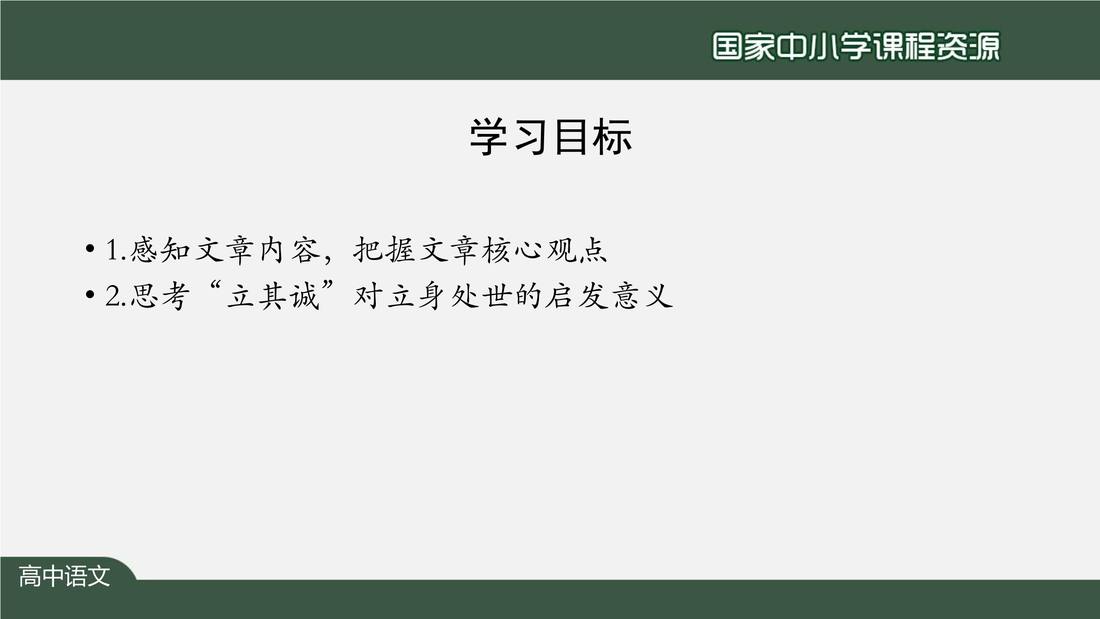 国家中小学课程资源
学习目标
• 1.感知文章内容，把握文章核心观点
• 2.思考“立其诚”对立身处世的启发意义
高中语文